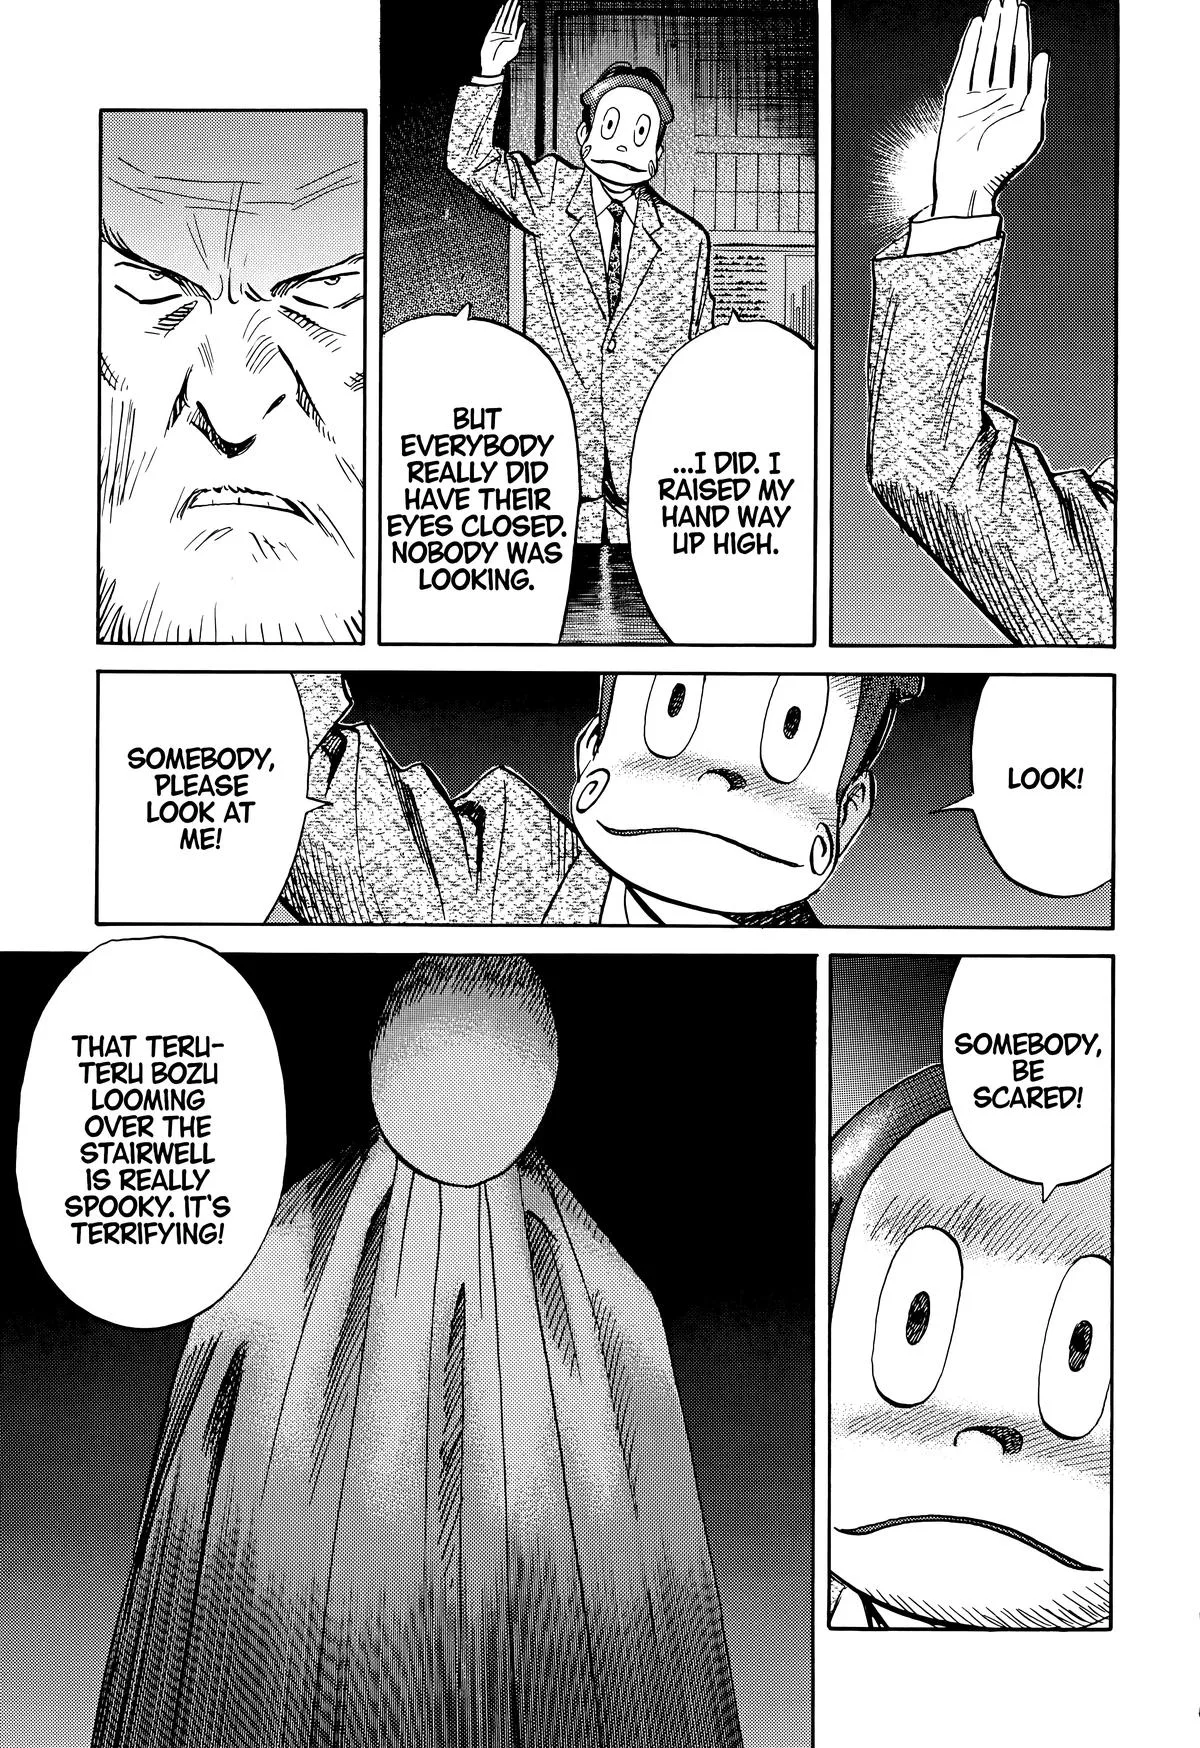 ...I DID. I
RAISED MY
HAND WAY
UP HIGH.
BUT
EVERYBODY
REALLY DID
HAVE THEIR
EYES CLOSED.
NOBODY WAS
LOOKING.
LOOK!
SOMEBODY,
PLEASE
LOOK AT
ME!
SOMEBODY,
BE
SCARED!
THAT TERU-
TERU BOZU
LOOMING
OVER THE
STAIRWELL
IS REALLY
SPOOKY. IT'S
TERRIFYING!